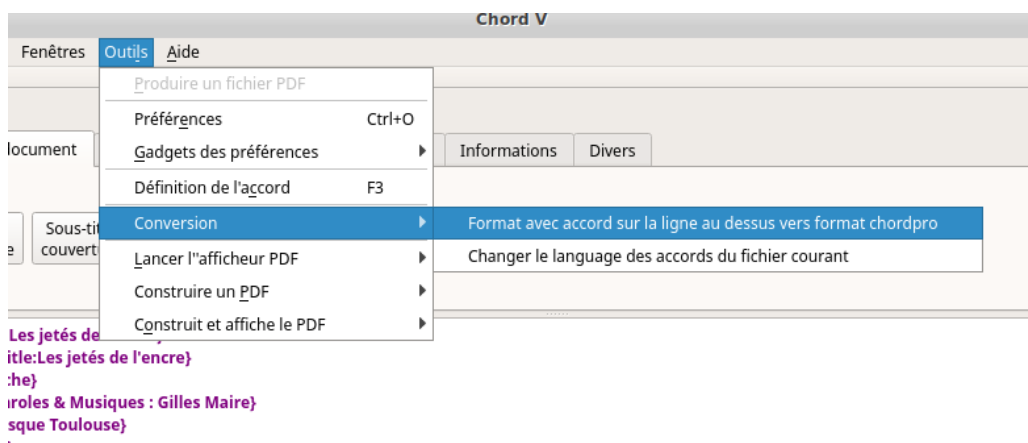 Chord V
Fenêtres Outils Aide
Produire un fichier PDF
Préférences Ctrl+O
Gadgets des préférences
Définition de l'accord F3
Conversion
Lancer l''afficheur PDF
Construire un PDF
Construit et affiche le PDF
Informations Divers
Format avec accord sur la ligne au dessus vers format chordpro
Changer le language des accords du fichier courant
document
Sous-tit
couvert
e
Les jetés de
itle:Les jetés de l'encre}
:he}
aroles & Musiques : Gilles Maire}
sque Toulouse}